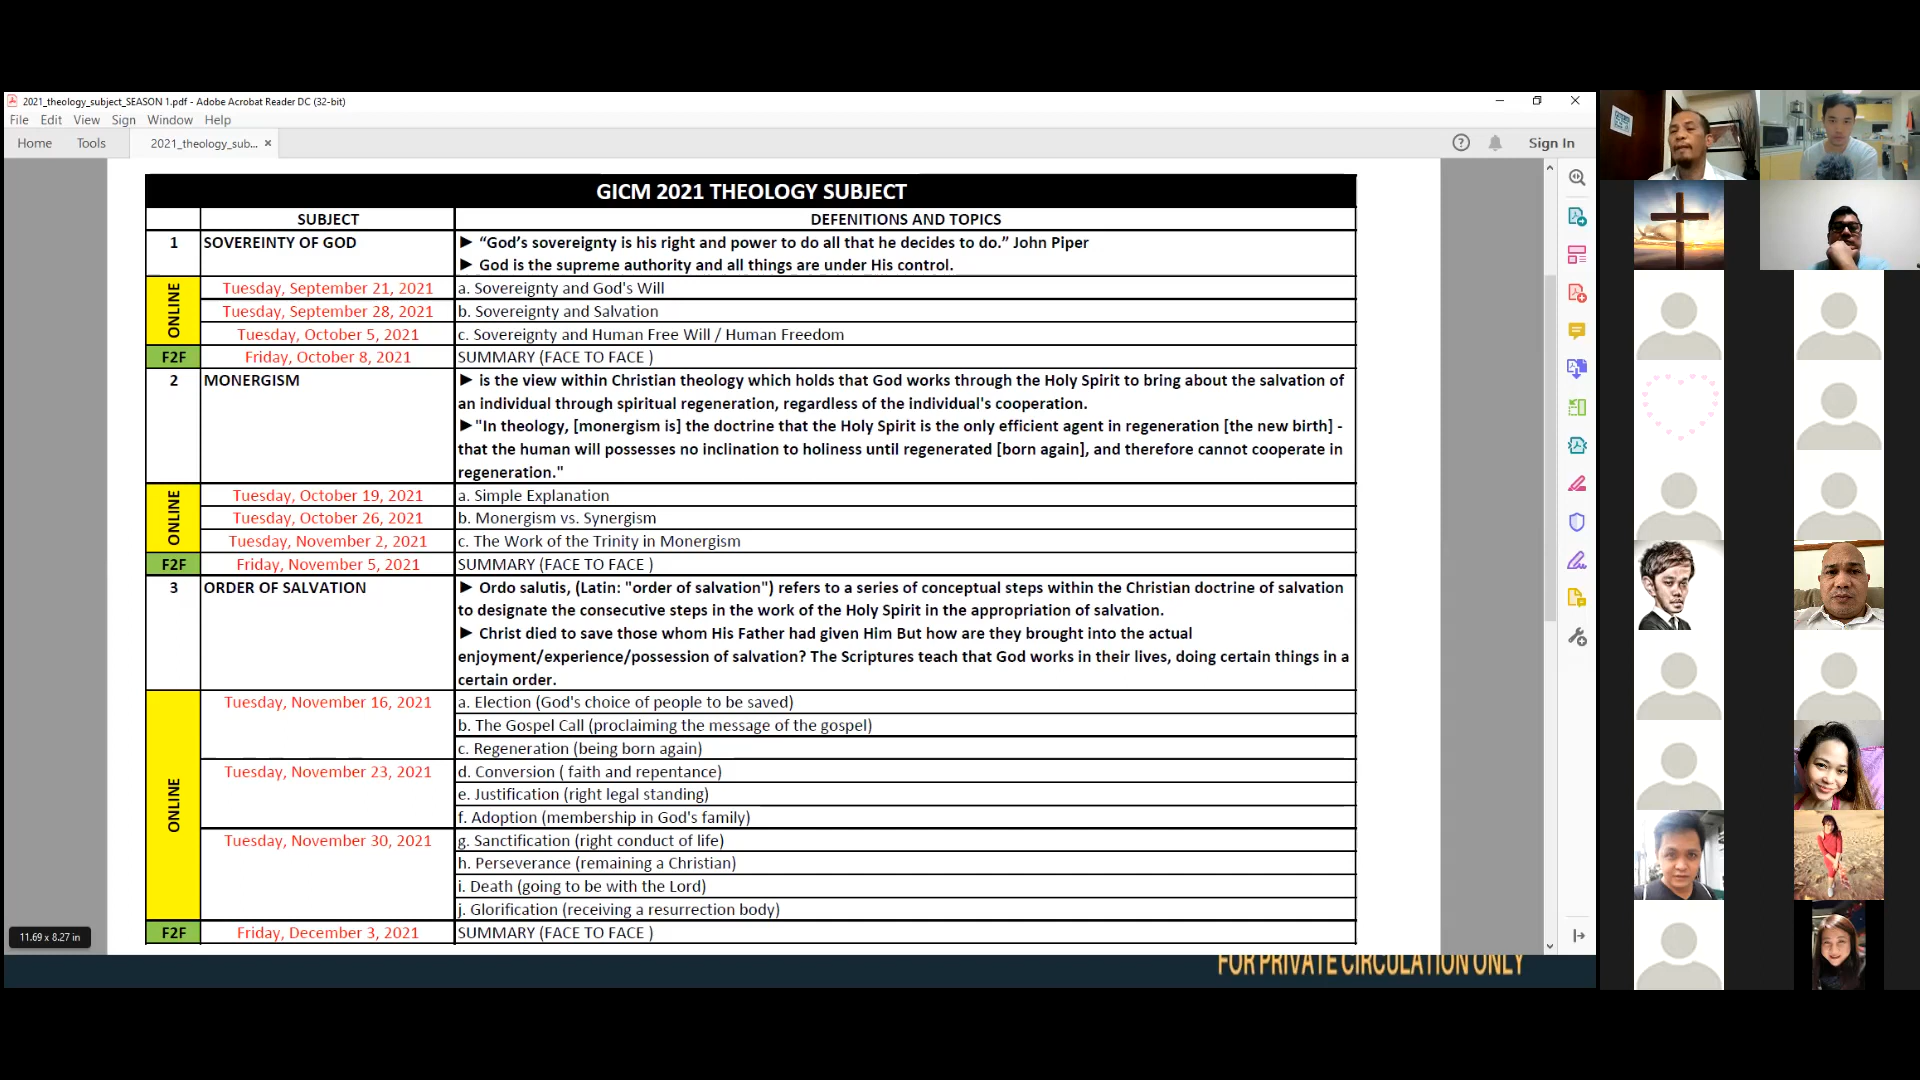 2021_theology_subject_SEASON 1.pdf - Adobe Acrobat Reader DC (32-bit)
File Edit View Sign Window Help
Home Tools 2021_theology_sub... × Sign In
GICM 2021 THEOLOGY SUBJECT
SUBJECT DEFENITIONS AND TOPICS
1 SOVEREINTY OF GOD ► “God’s sovereignty is his right and power to do all that he decides to do.” John Piper
► God is the supreme authority and all things are under His control.
ONLINE
Tuesday, September 21, 2021 a. Sovereignty and God's Will
Tuesday, September 28, 2021 b. Sovereignty and Salvation
Tuesday, October 5, 2021 c. Sovereignty and Human Free Will / Human Freedom
F2F Friday, October 8, 2021 SUMMARY (FACE TO FACE )
2 MONERGISM ► is the view within Christian theology which holds that God works through the Holy Spirit to bring about the salvation of
an individual through spiritual regeneration, regardless of the individual's cooperation.
►"In theology, [monergism is] the doctrine that the Holy Spirit is the only efficient agent in regeneration [the new birth] -
that the human will possesses no inclination to holiness until regenerated [born again], and therefore cannot cooperate in
regeneration."
ONLINE
Tuesday, October 19, 2021 a. Simple Explanation
Tuesday, October 26, 2021 b. Monergism vs. Synergism
Tuesday, November 2, 2021 c. The Work of the Trinity in Monergism
F2F Friday, November 5, 2021 SUMMARY (FACE TO FACE )
3 ORDER OF SALVATION ► Ordo salutis, (Latin: "order of salvation") refers to a series of conceptual steps within the Christian doctrine of salvation
to designate the consecutive steps in the work of the Holy Spirit in the appropriation of salvation.
► Christ died to save those whom His Father had given Him But how are they brought into the actual
enjoyment/experience/possession of salvation? The Scriptures teach that God works in their lives, doing certain things in a
certain order.
ONLINE
Tuesday, November 16, 2021 a. Election (God's choice of people to be saved)
b. The Gospel Call (proclaiming the message of the gospel)
c. Regeneration (being born again)
Tuesday, November 23, 2021 d. Conversion ( faith and repentance)
e. Justification (right legal standing)
f. Adoption (membership in God's family)
Tuesday, November 30, 2021 g. Sanctification (right conduct of life)
h. Perseverance (remaining a Christian)
i. Death (going to be with the Lord)
j. Glorification (receiving a resurrection body)
F2F Friday, December 3, 2021 SUMMARY (FACE TO FACE )
11.69 x 8.27 in
FOR PRIVATE CIRCULATION ONLY